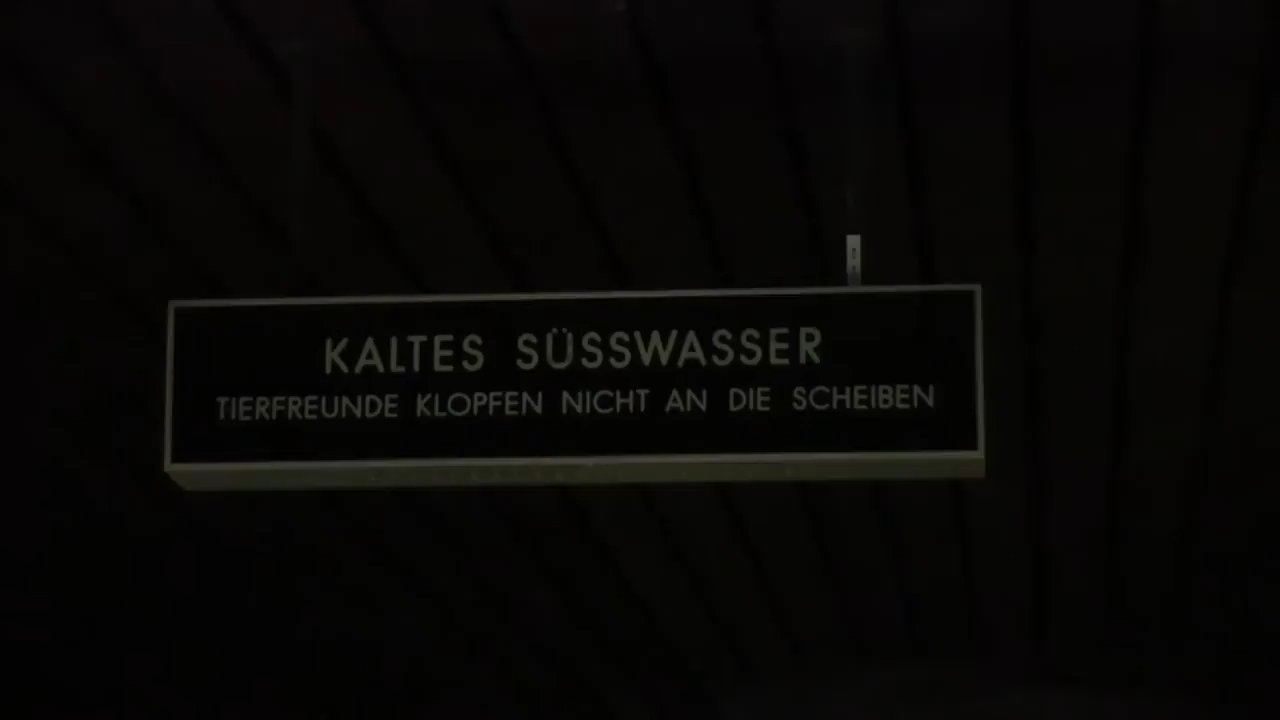 KALTES SÜSSWASSER
TIERFREUNDE KLOPFEN NICHT AN DIE SCHEIBEN